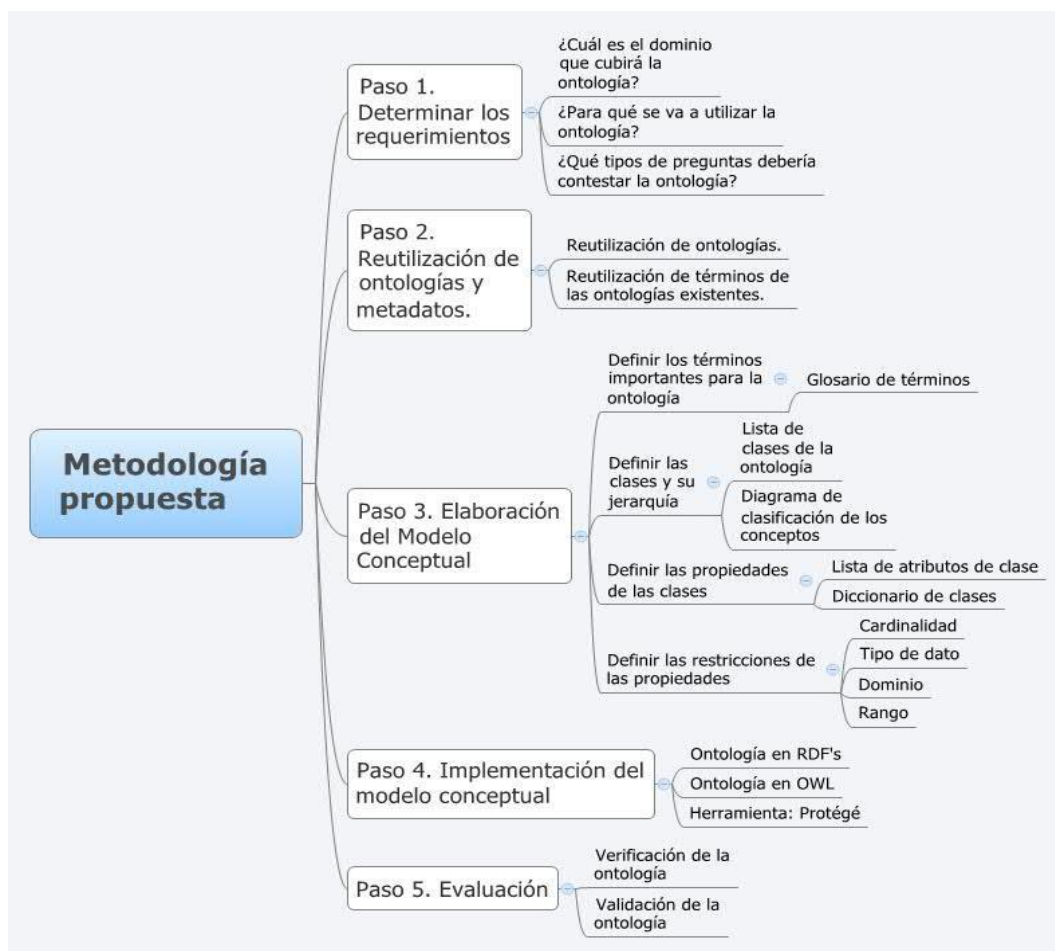 Metodología
propuesta
Paso 1.
Determinar los
requerimientos
¿Cuál es el dominio
que cubrirá la
ontología?
¿Para qué se va a utilizar la
ontología?
¿Qué tipos de preguntas debería
contestar la ontología?
Paso 2.
Reutilización de
ontologías y
metadatos.
Reutilización de ontologías.
Reutilización de términos de
las ontologías existentes.
Paso 3. Elaboración
del Modelo
Conceptual
Definir los términos
importantes para la
ontología
Glosario de términos
Definir las
clases y su
jerarquía
Lista de
clases de la
ontología
Diagrama de
clasificación de los
conceptos
Definir las propiedades
de las clases
Lista de atributos de clase
Diccionario de clases
Definir las restricciones de
las propiedades
Cardinalidad
Tipo de dato
Dominio
Rango
Paso 4. Implementación del
modelo conceptual
Ontología en RDF's
Ontología en OWL
Herramienta: Protégé
Paso 5. Evaluación
Verificación de la
ontología
Validación de la
ontología